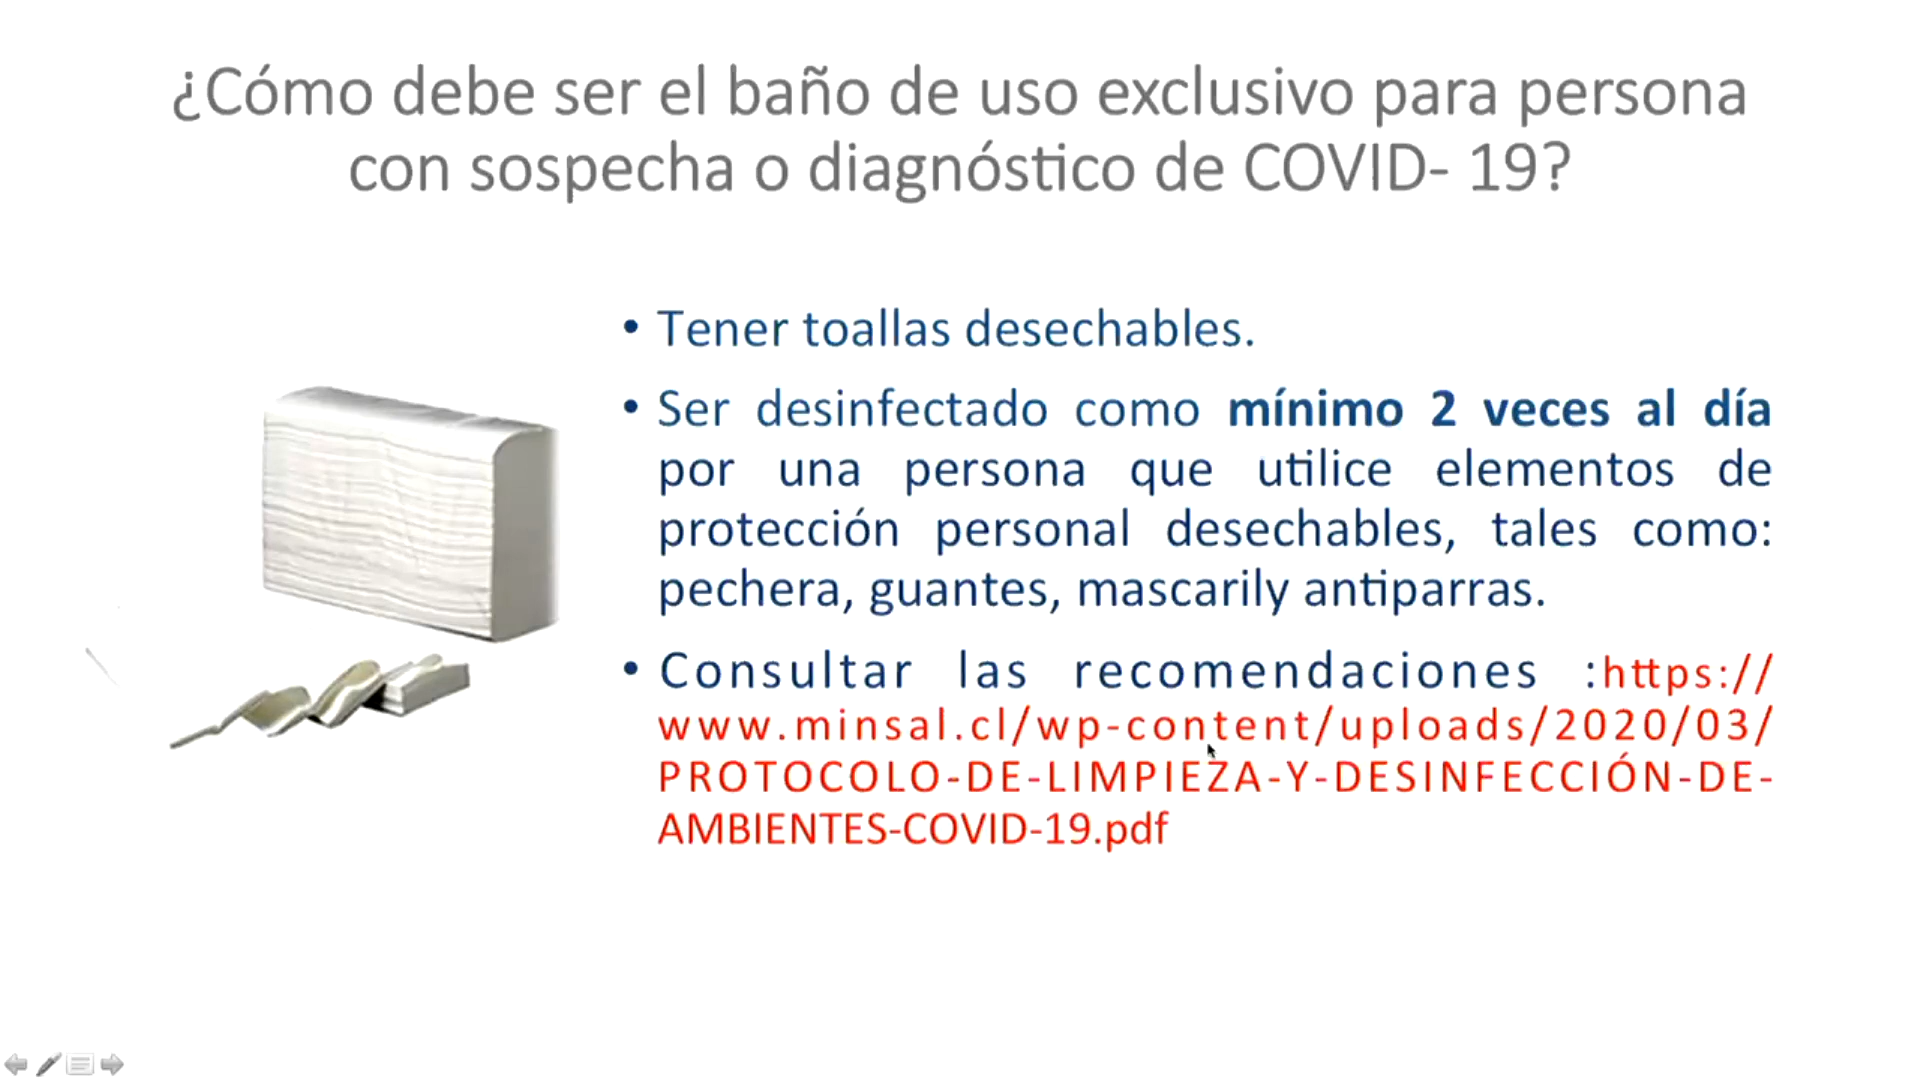 ¿Cómo debe ser el baño de uso exclusivo para persona
con sospecha o diagnóstico de COVID- 19?
• Tener toallas desechables.
• Ser desinfectado como mínimo 2 veces al día
por una persona que utilice elementos de
protección personal desechables, tales como:
pechera, guantes, mascarily antiparras.
• Consultar las recomendaciones :https://
www.minsal.cl/wp-content/uploads/2020/03/
PROTOCOLO-DE-LIMPIEZA-Y-DESINFECCIÓN-DE-
AMBIENTES-COVID-19.pdf